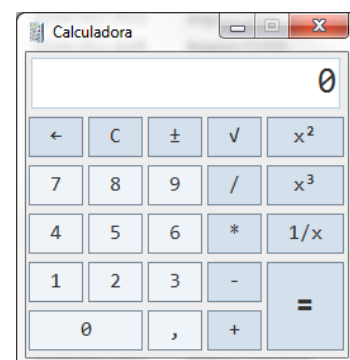 Calculadora
0
← C ± √ x²
7 8 9 / x³
4 5 6 * 1/x
1 2 3 - =
0 , +